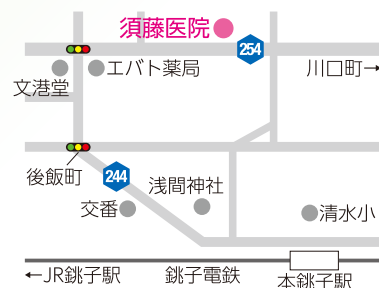 須藤医院
254
エバト薬局
川口町→
文港堂
後飯町
244
浅間神社
交番
清水小
←JR銚子駅
銚子電鉄
本銚子駅